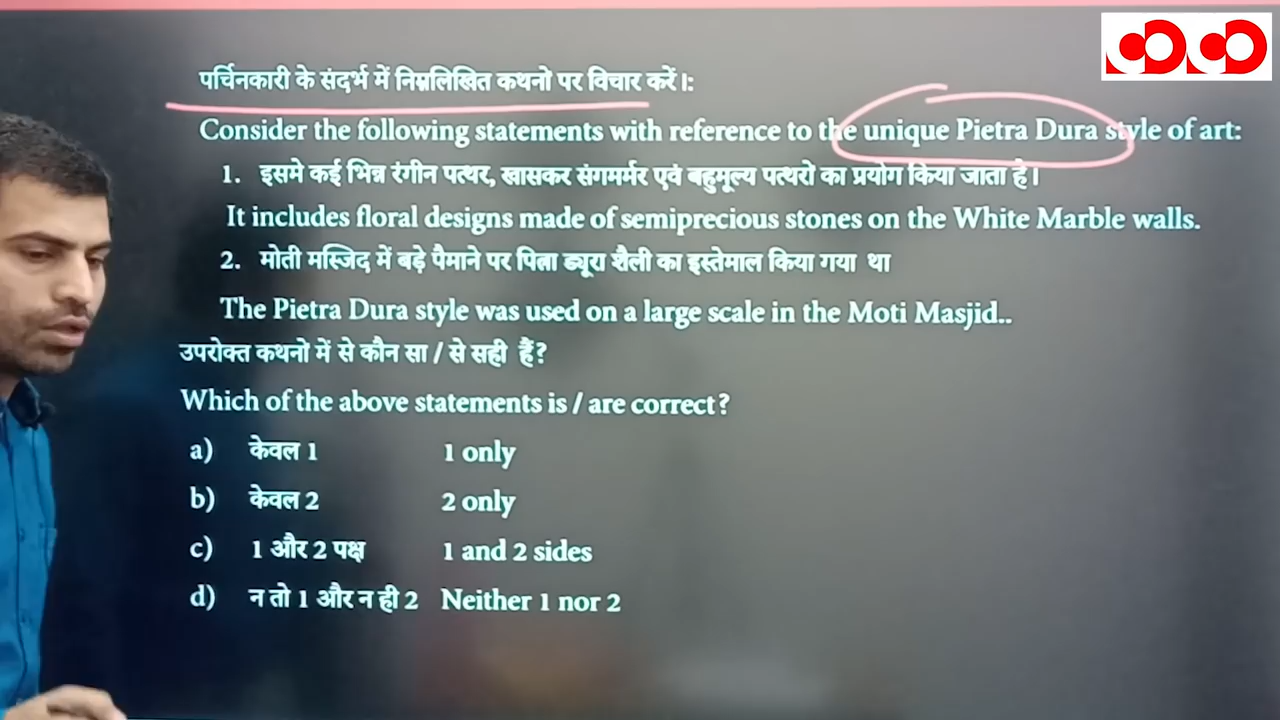 पर्चिनकारी के संदर्भ में निम्नलिखित कथनो पर विचार करें।:
Consider the following statements with reference to the unique Pietra Dura style of art:
1. इसमे कई भिन्न रंगीन पत्थर, खासकर संगमर्मर एवं बहुमूल्य पत्थरों का प्रयोग किया जाता है।
It includes floral designs made of semiprecious stones on the White Marble walls.
2. मोती मस्जिद में बड़े पैमाने पर पित्रा ड्यूरा शैली का इस्तेमाल किया गया था
The Pietra Dura style was used on a large scale in the Moti Masjid..
उपरोक्त कथनों में से कौन सा / से सही हैं?
Which of the above statements is / are correct?
a) केवल 1 1 only
b) केवल 2 2 only
c) 1 और 2 पक्ष 1 and 2 sides
d) न तो 1 और न ही 2 Neither 1 nor 2